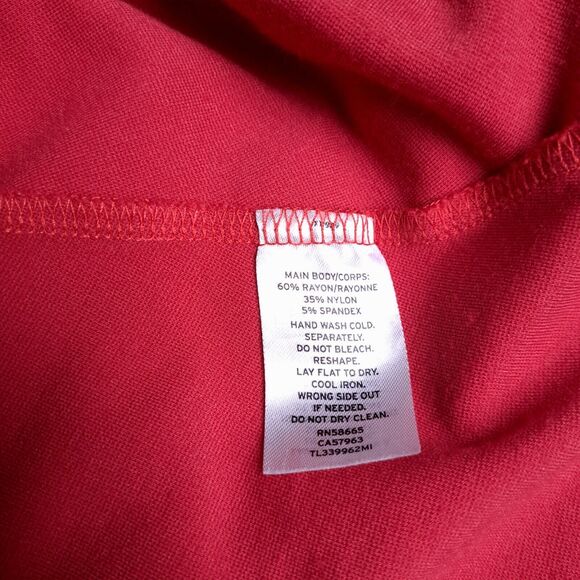 MAIN BODY/CORPS:
60% RAYON/RAYONNE
35% NYLON
5% SPANDEX
HAND WASH COLD.
SEPARATELY.
DO NOT BLEACH.
RESHAPE.
LAY FLAT TO DRY.
COOL IRON.
WRONG SIDE OUT
IF NEEDED.
DO NOT DRY CLEAN.
RN58665
CA57963
TL339962MI